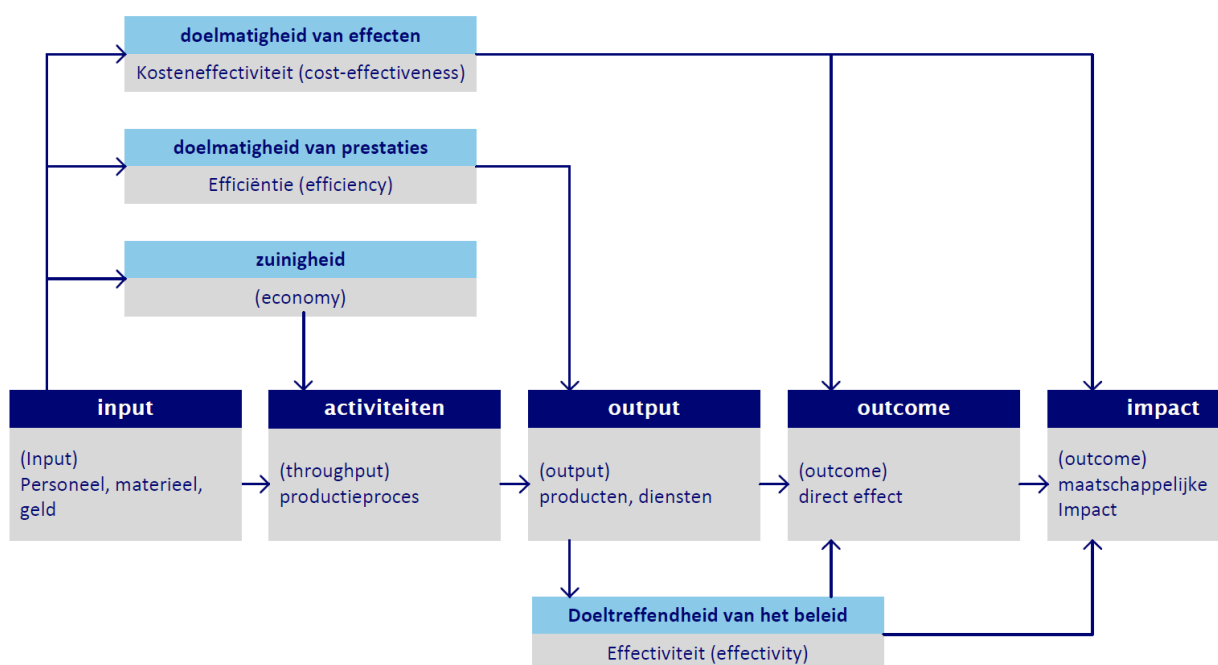 doelmatigheid van effecten
Kosteneffectiviteit (cost-effectiveness)
doelmatigheid van prestaties
Efficiëntie (efficiency)
zuinigheid
(economy)
input
(Input)
Personeel, materieel,
geld
activiteiten
(throughput)
productieproces
output
(output)
producten, diensten
outcome
(outcome)
direct effect
impact
(outcome)
maatschappelijke
Impact
Doeltreffendheid van het beleid
Effectiviteit (effectivity)